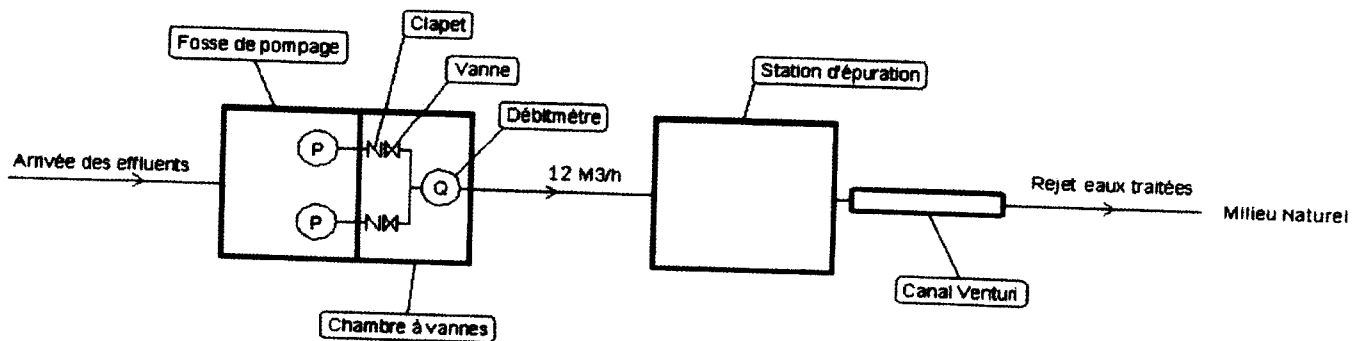 Clapet
Fosse de pompage
Vanne
Station d'épuration
Débitmètre
P
Arrivée des effluents
12 M3/h
Q
Rejet eaux traitées
Milieu Naturel
P
Canal Venturi
Chambre à vannes